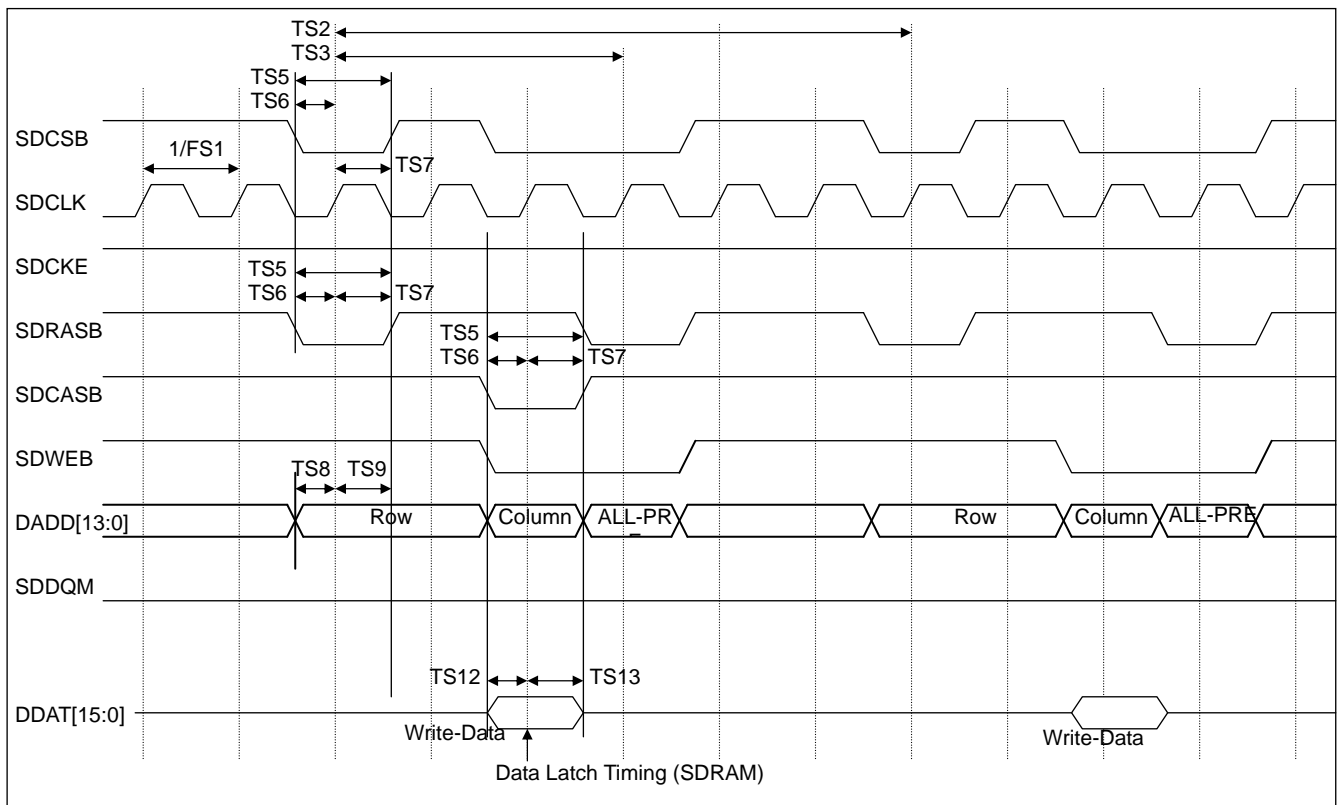 TS2
TS3
TS5
TS6
SDCSB
1/FS1
TS7
SDCLK
SDCKE
TS5
TS6
TS7
SDRASB
TS5
TS6
TS7
SDCASB
SDWEB
TS8 TS9
DADD[13:0]
Row
Column
ALL-PR
_
Row
Column
ALL-PRE
SDDQM
TS12
TS13
DDAT[15:0]
Write-Data
Write-Data
Data Latch Timing (SDRAM)